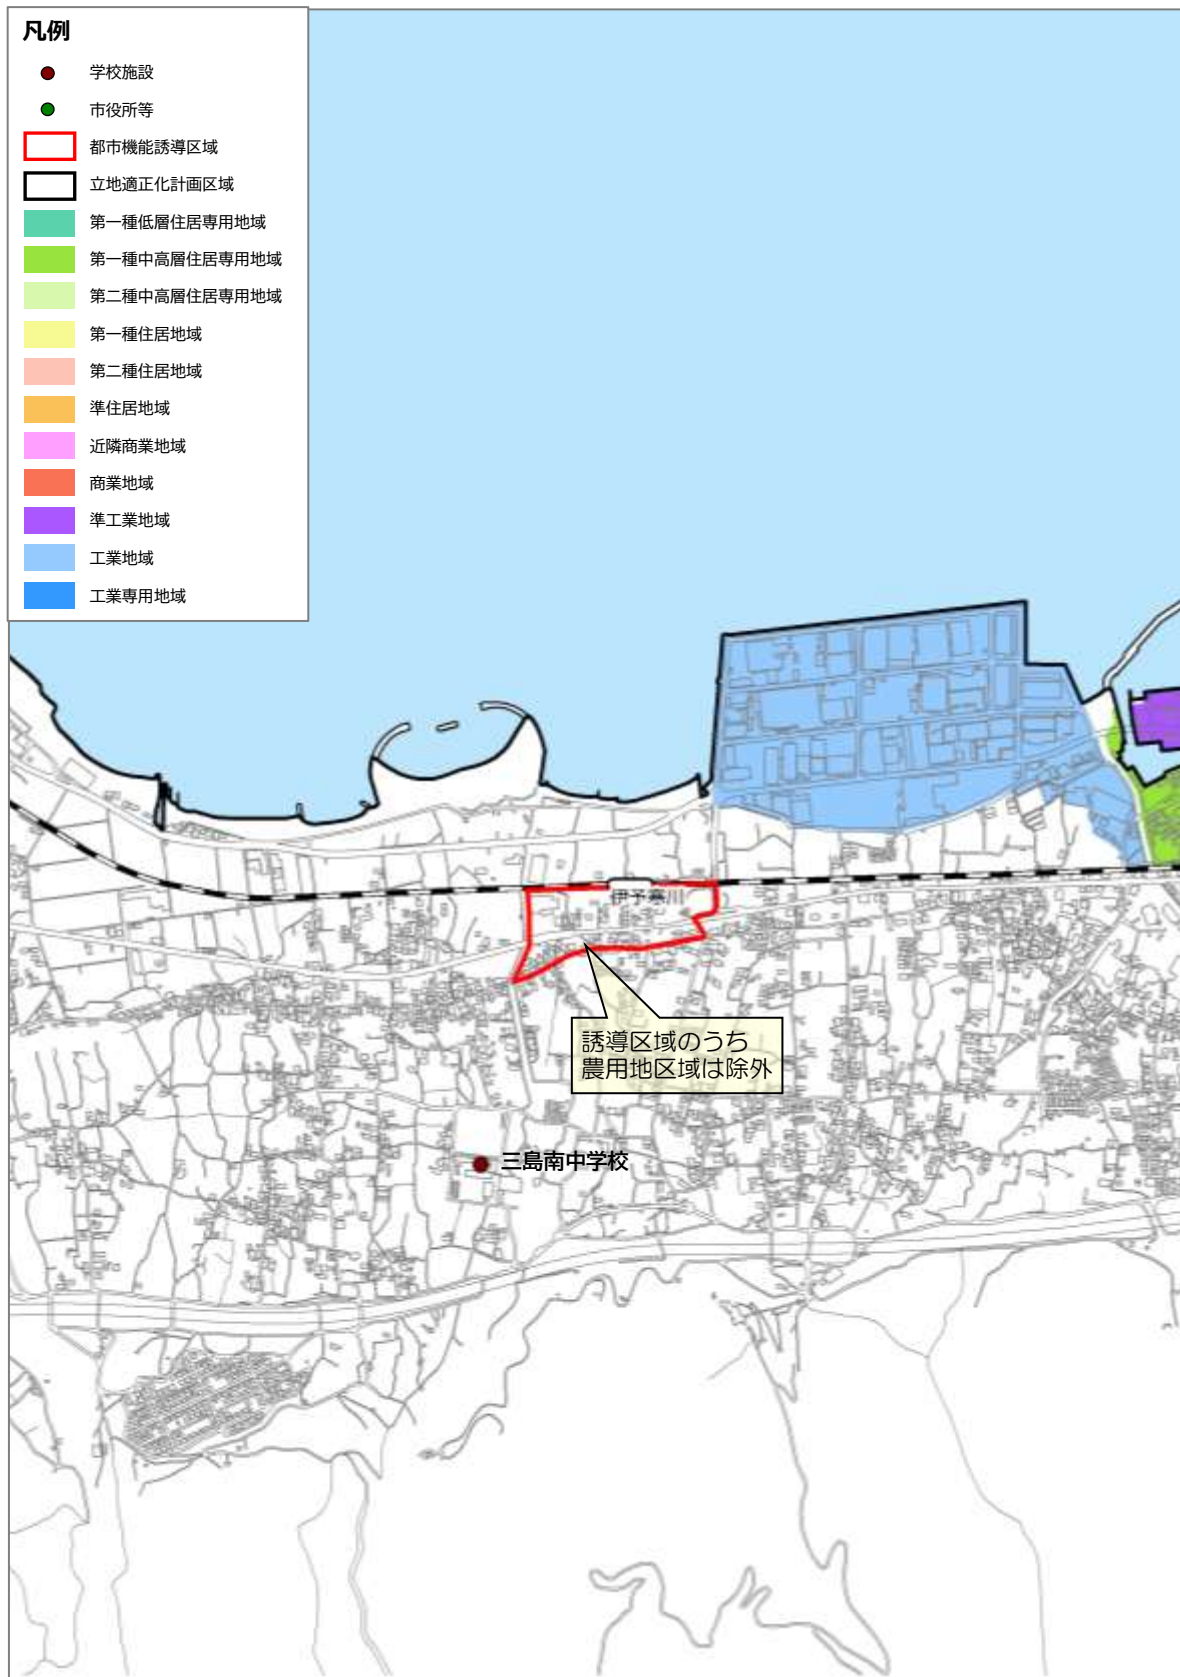 凡例
学校施設
市役所等
都市機能誘導区域
立地適正化計画区域
第一種低層住居専用地域
第一種中高層住居専用地域
第二種中高層住居専用地域
第一種住居地域
第二種住居地域
準住居地域
近隣商業地域
商業地域
準工業地域
工業地域
工業専用地域
伊予寒川
誘導区域のうち
農用地区域は除外
三島南中学校